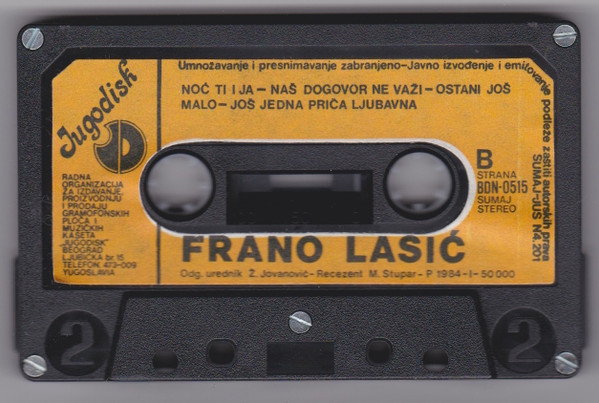 Jugodisk
Umnožavanje i presnimavanje zabranjeno–Javno izvođenje i emitovanje podleze zaštiti autorskih prava
SUMAJ–JUS N4 201
NOĆ TI I JA – NAŠ DOGOVOR NE VAŽI – OSTANI JOŠ
MALO – JOŠ JEDNA PRIČA LJUBAVNA
B
STRANA
BDN-0515
SUMAJ
STEREO
RADNA
ORGANIZACIJA
ZA IZDAVANJE,
PROIZVODNJU
I PRODAJU
GRAMOFONSKIH
PLOČA I
MUZIČKIH
KASETA
"JUGODISK"
BEOGRAD
LJUBIČKA br. 15
TELEFON: 473-009
YUGOSLAVIA
FRANO LASIĆ
Odg. urednik Ž. Jovanović– Recezent M. Stupar– P 1984–I–50 000
2
2